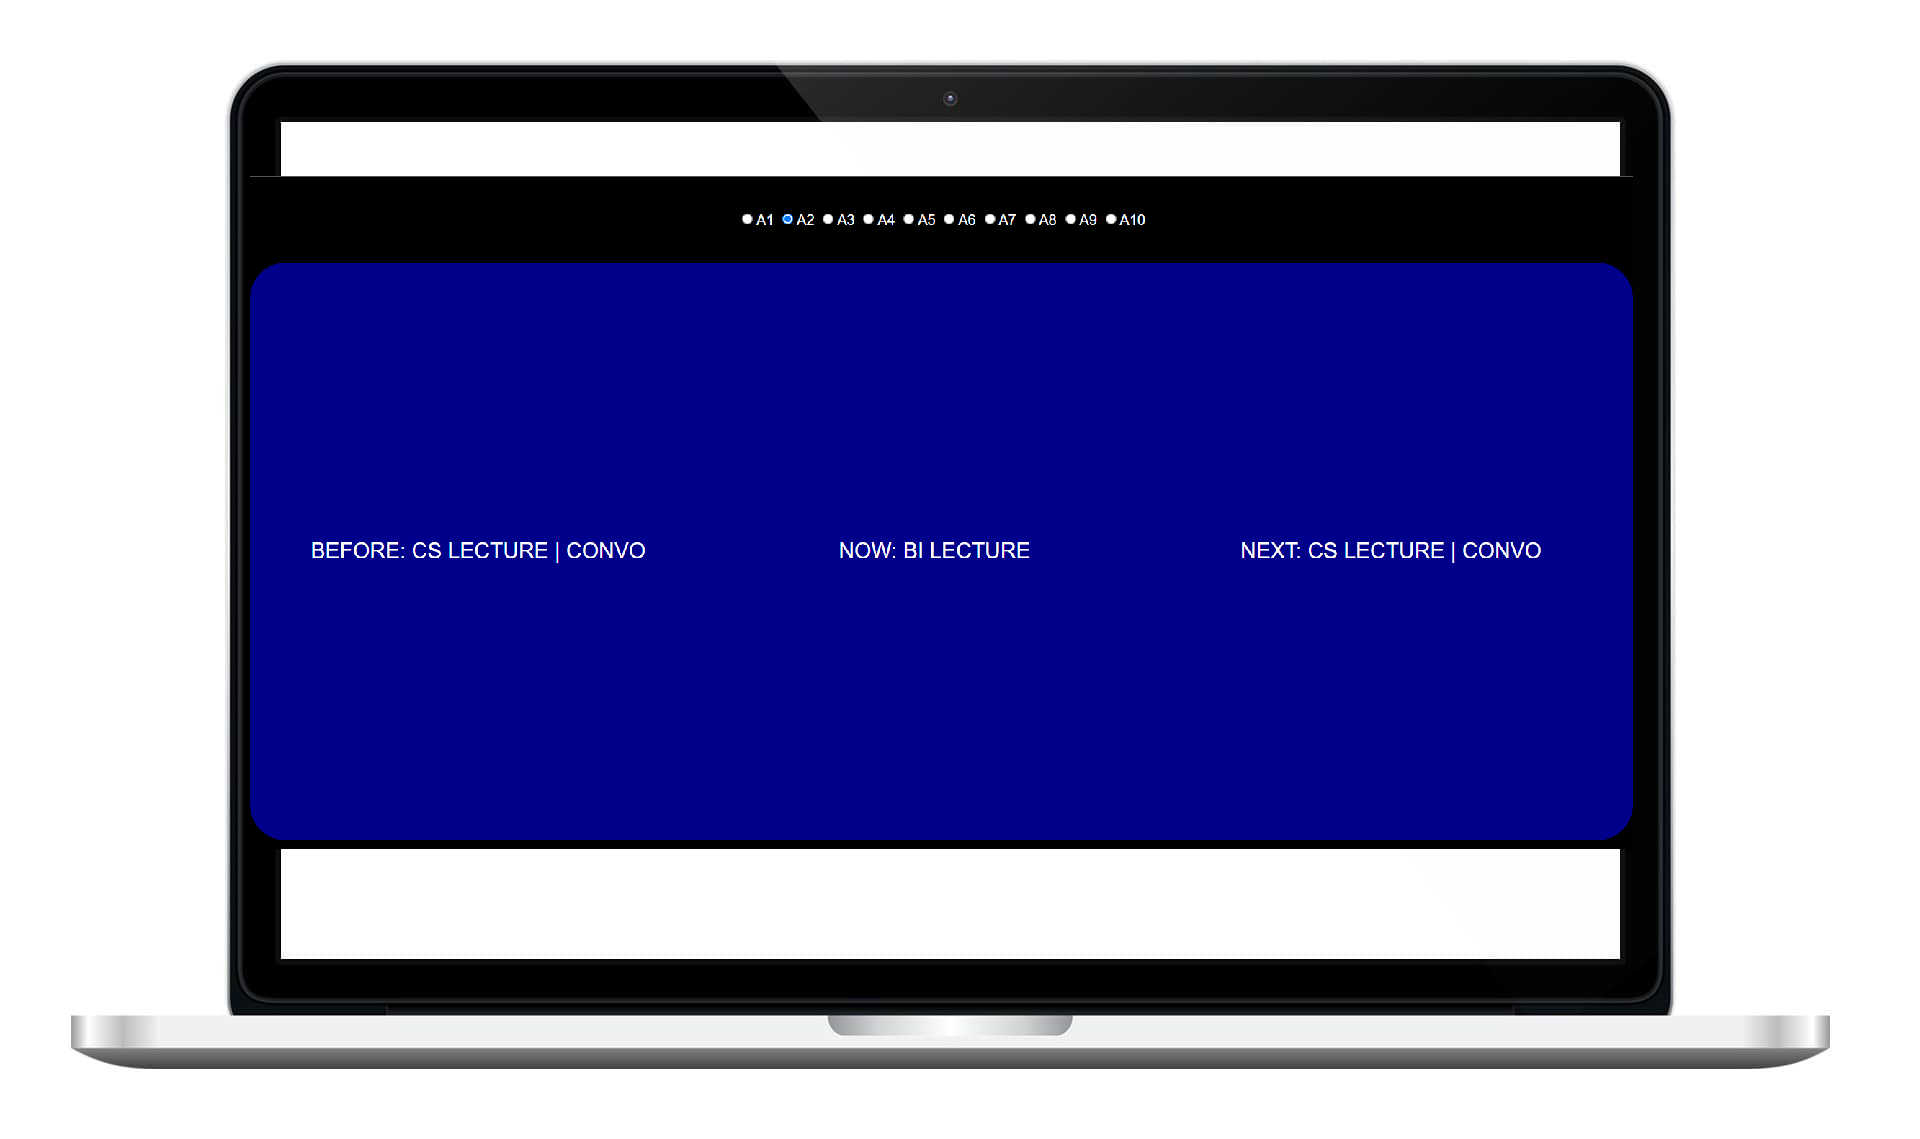 A1 A2 A3 A4 A5 A6 A7 A8 A9 A10
BEFORE: CS LECTURE | CONVO NOW: BI LECTURE NEXT: CS LECTURE | CONVO